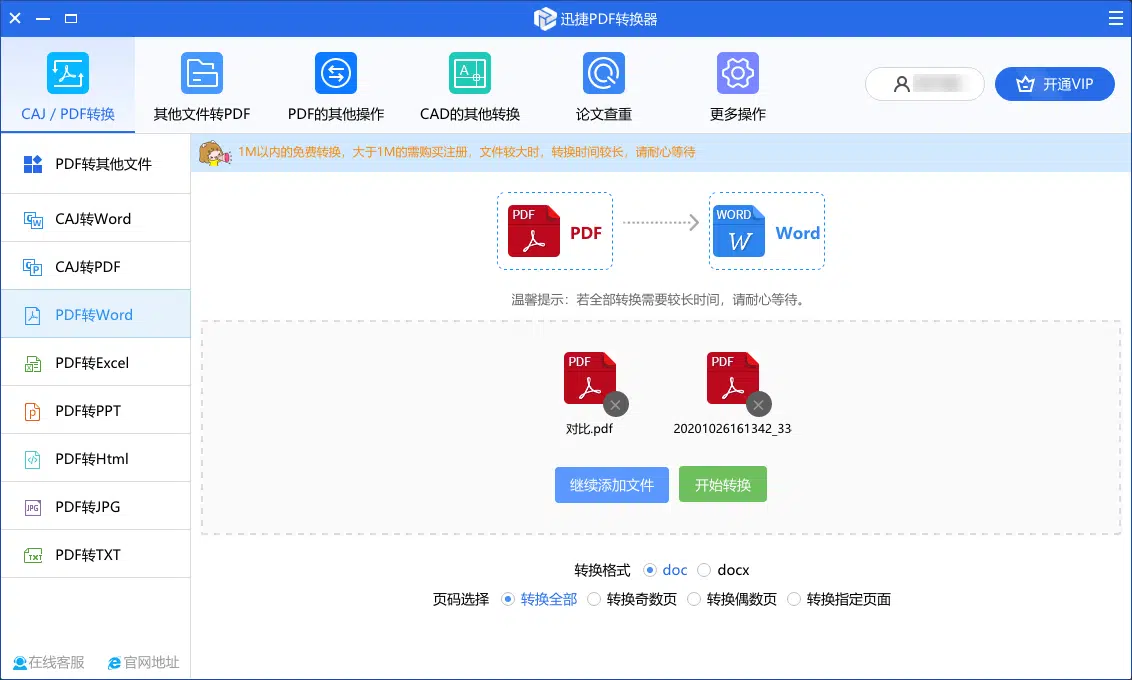 迅捷PDF转换器
CAJ / PDF转换
其他文件转PDF
PDF的其他操作
CAD的其他转换
论文查重
更多操作
开通VIP
PDF转其他文件
CAJ转Word
CAJ转PDF
PDF转Word
PDF转Excel
PDF转PPT
PDF转Html
PDF转JPG
PDF转TXT
在线客服
官网地址
1M以内的免费转换，大于1M的需购买注册，文件较大时，转换时间较长，请耐心等待
PDF
PDF
WORD
W
Word
温馨提示：若全部转换需要较长时间，请耐心等待。
PDF
PDF
对比.pdf
20201026161342_33
继续添加文件
开始转换
转换格式 doc docx
页码选择 转换全部 转换奇数页 转换偶数页 转换指定页面